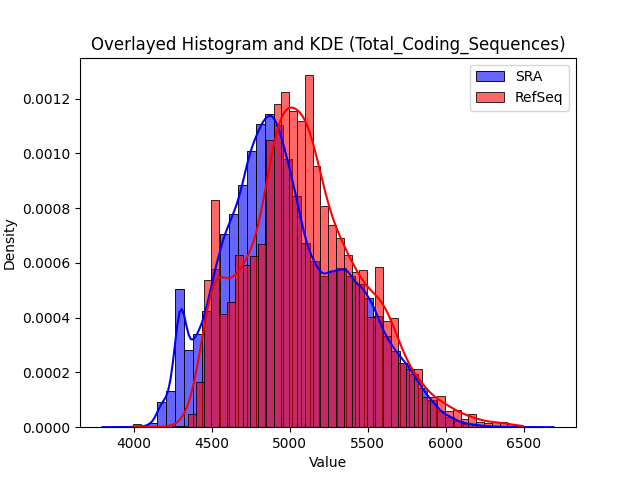 Overlayed Histogram and KDE (Total_Coding_Sequences)
SRA
RefSeq
0.0012
0.0010
0.0008
0.0006
0.0004
0.0002
0.0000
Density
4000 4500 5000 5500 6000 6500
Value